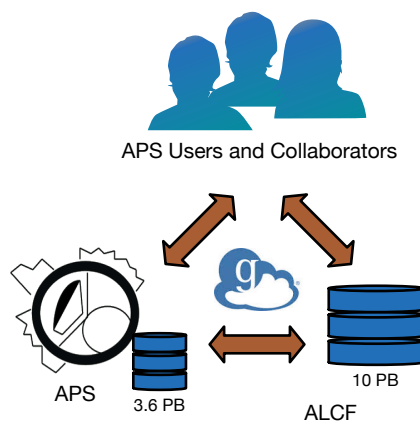 APS Users and Collaborators
g
APS
3.6 PB
10 PB
ALCF